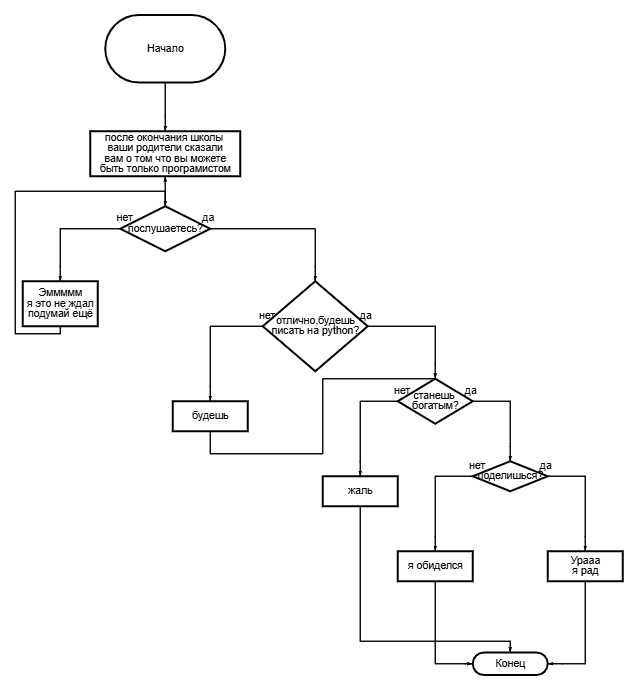 Начало
после окончания школы
ваши родители сказали
вам о том что вы можете
быть только програмистом
нет
да
послушаетесь?
Эммммм
я это не ждал
подумай ещё
нет
да
отлично,будешь
писать на python?
будешь
нет
да
станешь
богатым?
жаль
нет
да
поделишься?
я обиделся
Урааа
я рад
Конец